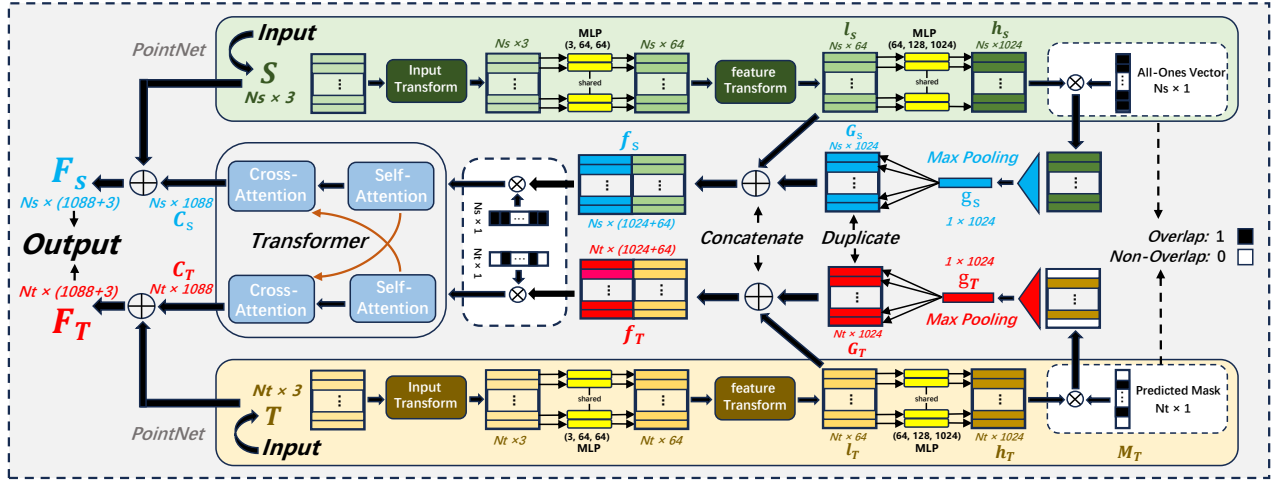 PointNet
Input
S
Ns × 3
Input
Transform
Ns ×3
MLP
(3, 64, 64)
shared
Ns × 64
feature
Transform
l_S
Ns × 64
MLP
(64, 128, 1024)
shared
h_S
Ns ×1024
All-Ones Vector
Ns × 1
F_S
Ns × (1088+3)
Ns × 1088
C_S
Cross-
Attention
Self-
Attention
Transformer
Ns × 1
f_S
Ns × (1024+64)
G_S
Ns × 1024
Max Pooling
g_S
1 × 1024
Output
Concatenate
Duplicate
Overlap: 1
Non-Overlap: 0
Nt × (1088+3)
F_T
C_T
Nt × 1088
Cross-
Attention
Self-
Attention
Nt × 1
Nt × (1024+64)
f_T
Nt × 1024
G_T
1 × 1024
g_T
Max Pooling
PointNet
Nt × 3
T
Input
Input
Transform
Nt ×3
shared
(3, 64, 64)
MLP
Nt × 64
feature
Transform
Nt × 64
l_T
shared
(64, 128, 1024)
MLP
Nt × 1024
h_T
Predicted Mask
Nt × 1
M_T